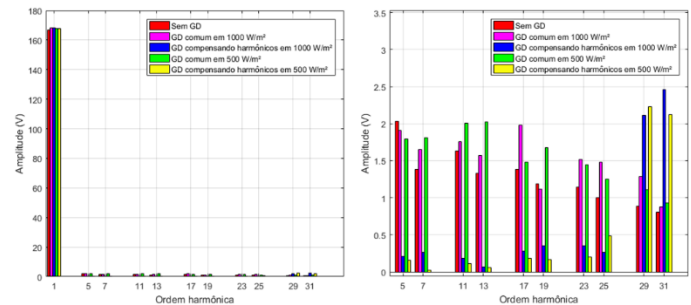 180
160
140
120
100
80
60
40
20
0
Amplitude (V)
Sem GD
GD comum em 1000 W/m²
GD compensando harmônicos em 1000 W/m²
GD comum em 500 W/m²
GD compensando harmônicos em 500 W/m²
1 5 7 11 13 17 19 23 25 29 31
Ordem harmônica
3.5
3
2.5
2
1.5
1
0.5
0
Amplitude (V)
Sem GD
GD comum em 1000 W/m²
GD compensando harmônicos em 1000 W/m²
GD comum em 500 W/m²
GD compensando harmônicos em 500 W/m²
5 7 11 13 17 19 23 25 29 31
Ordem harmônica